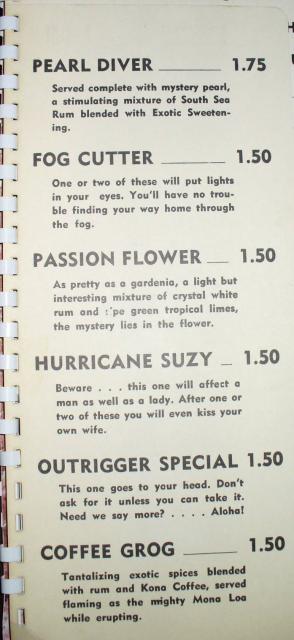 PEARL DIVER ______ 1.75
Served complete with mystery pearl,
a stimulating mixture of South Sea
Rum blended with Exotic Sweeten-
ing.
FOG CUTTER ______ 1.50
One or two of these will put lights
in your eyes. You'll have no trou-
ble finding your way home through
the fog.
PASSION FLOWER __ 1.50
As pretty as a gardenia, a light but
interesting mixture of crystal white
rum and green tropical limes,
the mystery lies in the flower.
HURRICANE SUZY _ 1.50
Beware . . . this one will affect a
man as well as a lady. After one or
two of these you will even kiss your
own wife.
OUTRIGGER SPECIAL 1.50
This one goes to your head. Don't
ask for it unless you can take it.
Need we say more? . . . . Aloha!
COFFEE GROG _____ 1.50
Tantalizing exotic spices blended
with rum and Kona Coffee, served
flaming as the mighty Mona Loa
while erupting.